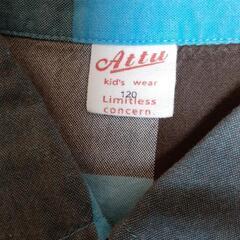 Attu
kid's wear
120
Limitless
concern.